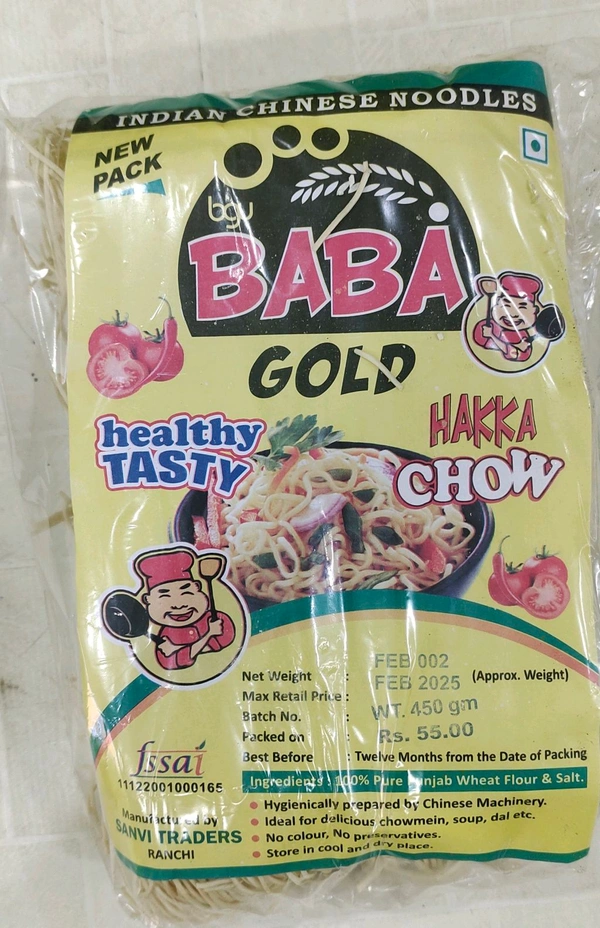 INDIAN CHINESE NOODLES
NEW
PACK
bgu
BABA
GOLD
healthy
TASTY
HAKKA
CHOW
FEB/002
Net Weight : FEB 2025 (Approx. Weight)
Max Retail Price :
Batch No. : WT. 450 gm
Packed on : Rs. 55.00
Best Before : Twelve Months from the Date of Packing
Ingredients : 100% Pure Punjab Wheat Flour & Salt.
fssai
11122001000165
Manufactured by
SANVI TRADERS
RANCHI
• Hygienically prepared by Chinese Machinery.
• Ideal for delicious chowmein, soup, dal etc.
• No colour, No preservatives.
• Store in cool and dry place.